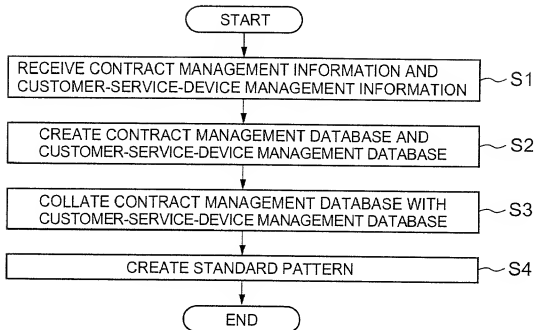 START
RECEIVE CONTRACT MANAGEMENT INFORMATION AND
CUSTOMER-SERVICE-DEVICE MANAGEMENT INFORMATION
S1
CREATE CONTRACT MANAGEMENT DATABASE AND
CUSTOMER-SERVICE-DEVICE MANAGEMENT DATABASE
S2
COLLATE CONTRACT MANAGEMENT DATABASE WITH
CUSTOMER-SERVICE-DEVICE MANAGEMENT DATABASE
S3
CREATE STANDARD PATTERN
S4
END